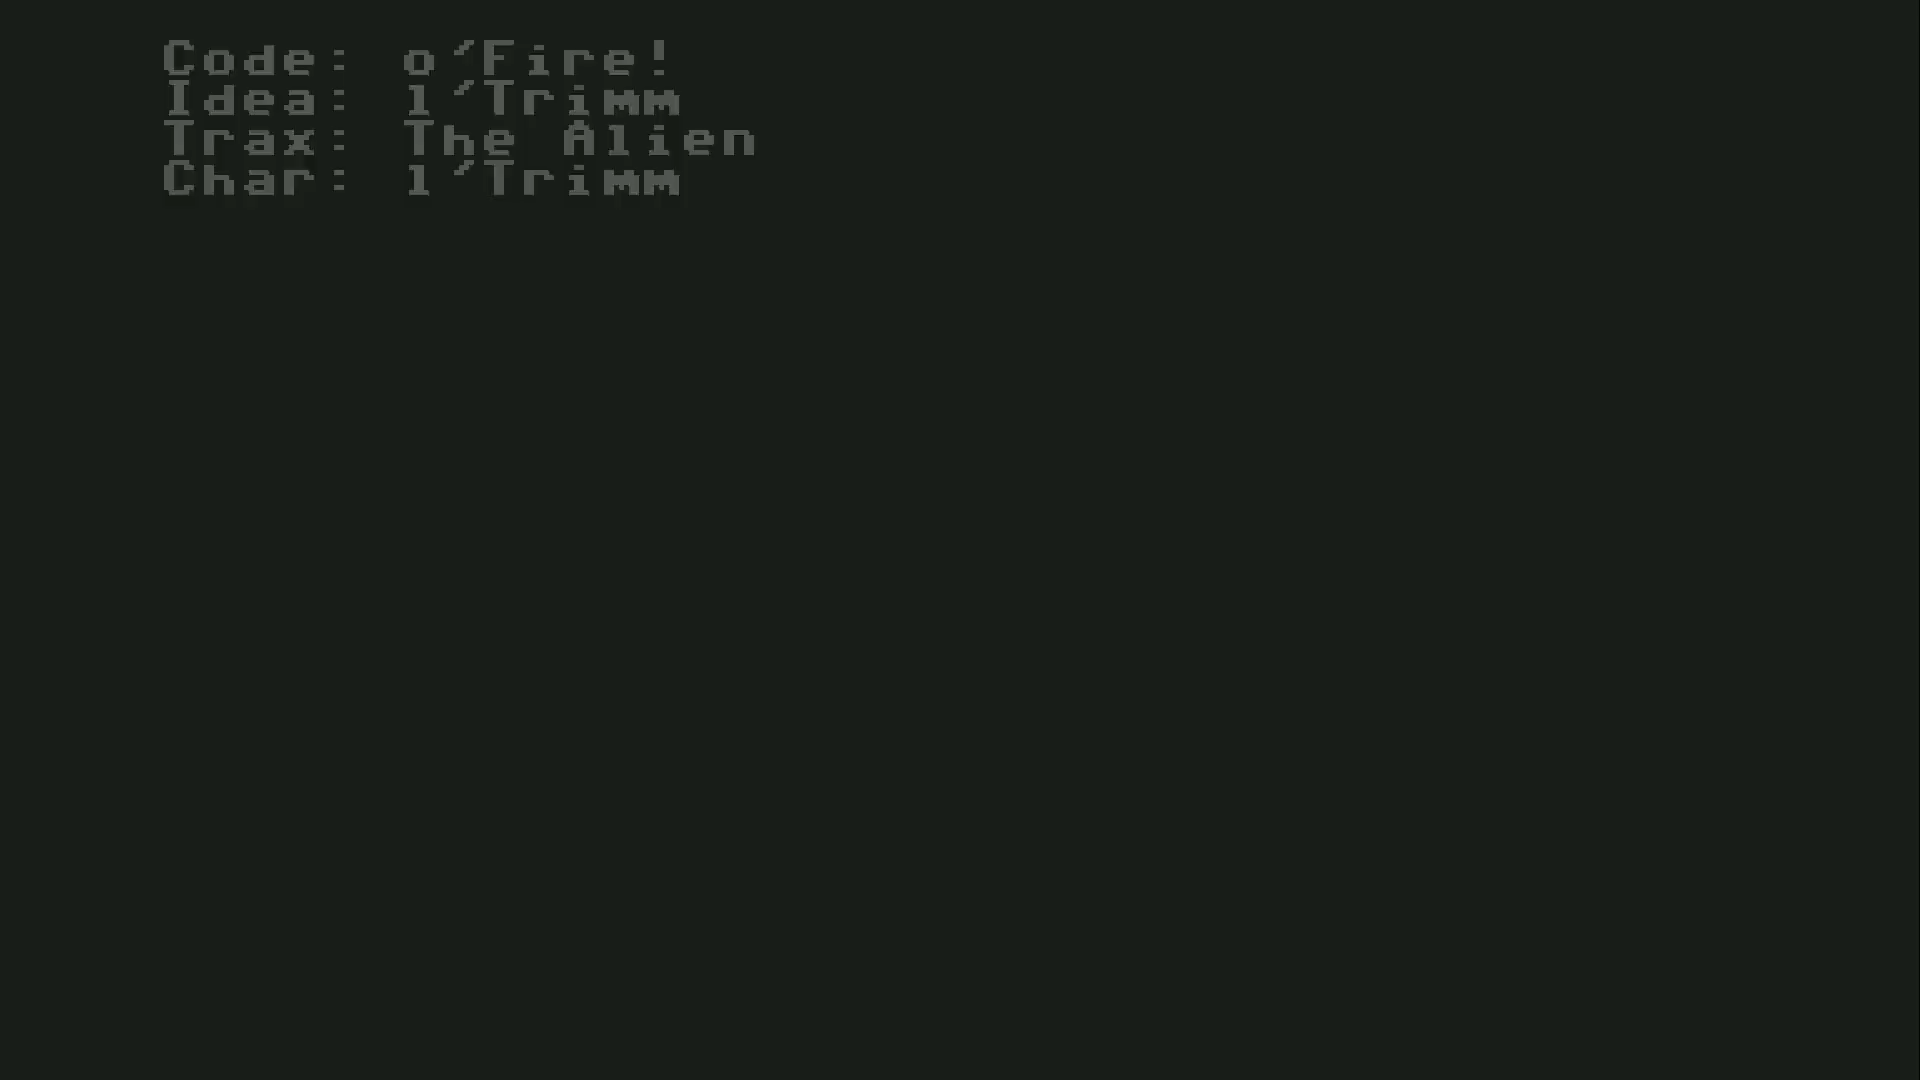 Code: o'Fire!
Idea: l'Trimm
Trax: The Alien
Char: l'Trimm